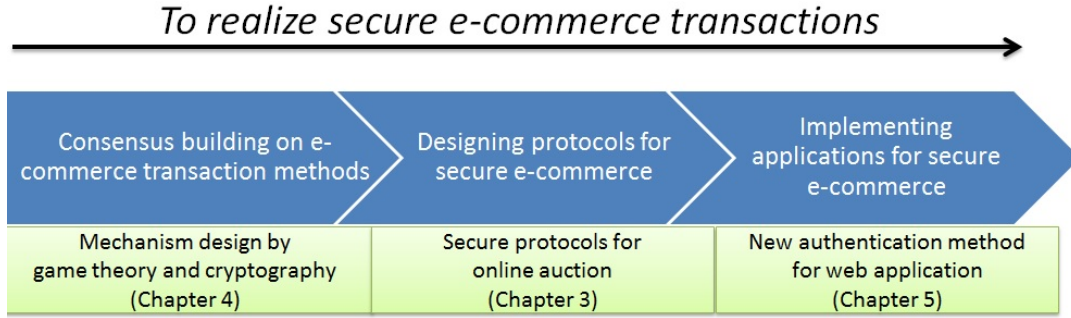 To realize secure e-commerce transactions
Consensus building on e-
commerce transaction methods
Designing protocols for
secure e-commerce
Implementing
applications for secure
e-commerce
Mechanism design by
game theory and cryptography
(Chapter 4)
Secure protocols for
online auction
(Chapter 3)
New authentication method
for web application
(Chapter 5)